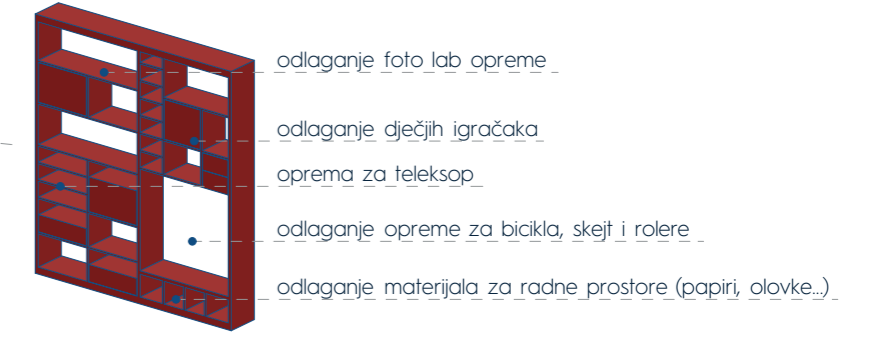 odlaganje foto lab opreme
odlaganje dječjih igračaka
oprema za teleksop
odlaganje opreme za bicikla, skejt i rolere
odlaganje materijala za radne prostore (papiri, olovke...)